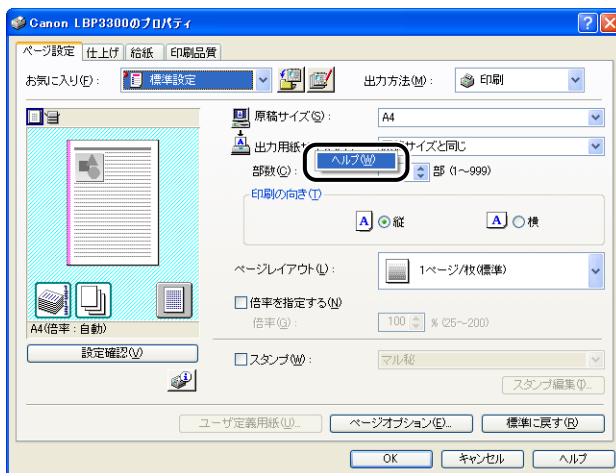 Canon LBP3300のプロパティ
ページ設定 仕上げ 給紙 印刷品質
お気に入り(F): 標準設定 出力方法(M): 印刷
原稿サイズ(S): A4
出力用紙 サイズと同じ
ヘルプ(W)
部数(C): 部 (1~999)
印刷の向き(T)
A 縦 A 横
ページレイアウト(L): 1ページ/枚(標準)
倍率を指定する(N)
倍率(G): 100 % (25~200)
A4(倍率:自動)
設定確認(V)
スタンプ(W): マル秘
スタンプ編集(I)...
ユーザ定義用紙(U)... ページオプション(E)... 標準に戻す(R)
OK キャンセル ヘルプ